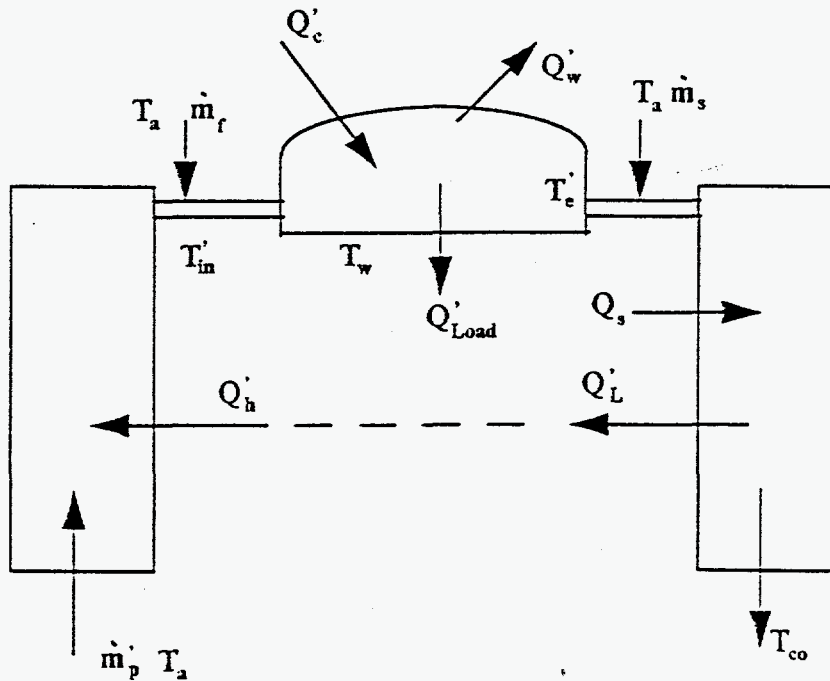 Q'c
Q'w
Ta ṁf
Ta ṁs
T'e
T'in
Tw
Q'Load
Qs
Q'h
Q'L
ṁ'p Ta
Tco